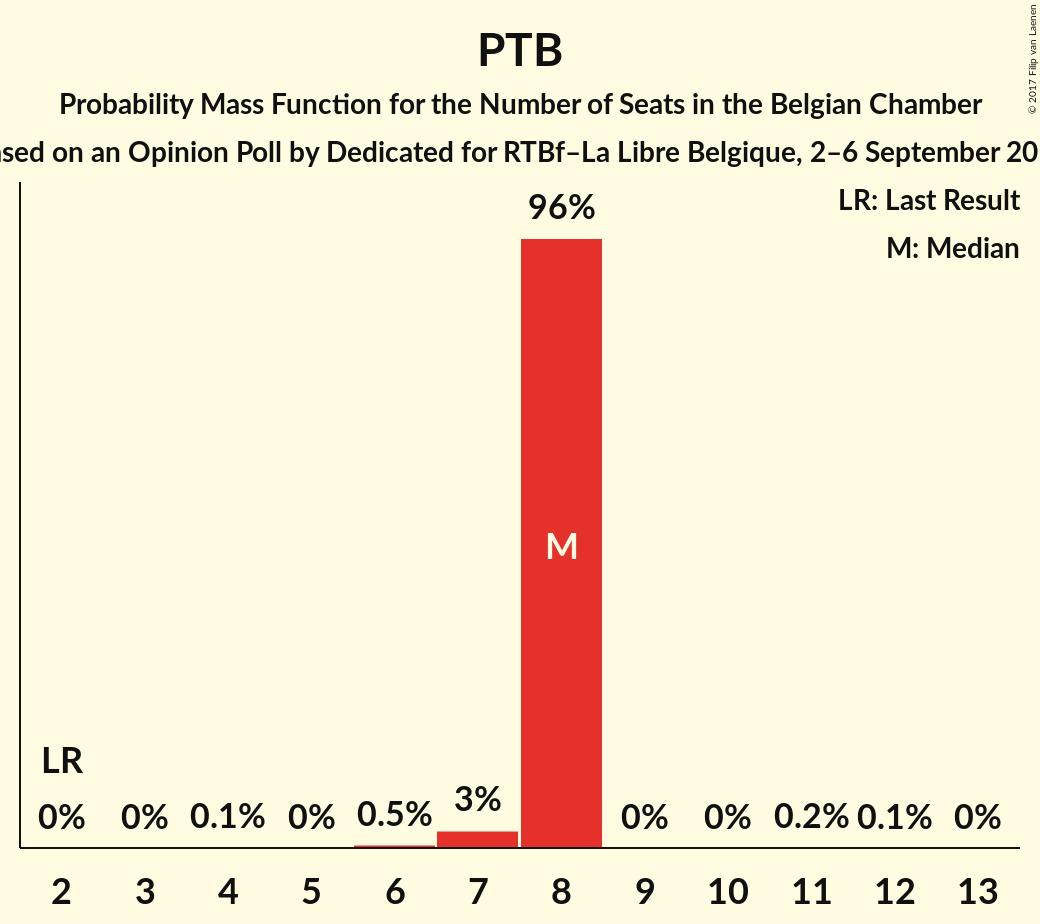 PTB
Probability Mass Function for the Number of Seats in the Belgian Chamber
on an Opinion Poll by Dedicated for RTBf–La Libre Belgique, 2–6 September
LR: Last Result
M: Median
96%
M
LR
0% 0% 0.1% 0% 0.5% 3% 0% 0% 0.2% 0.1% 0%
2 3 4 5 6 7 8 9 10 11 12 13
© 2017 Filip van Laenen